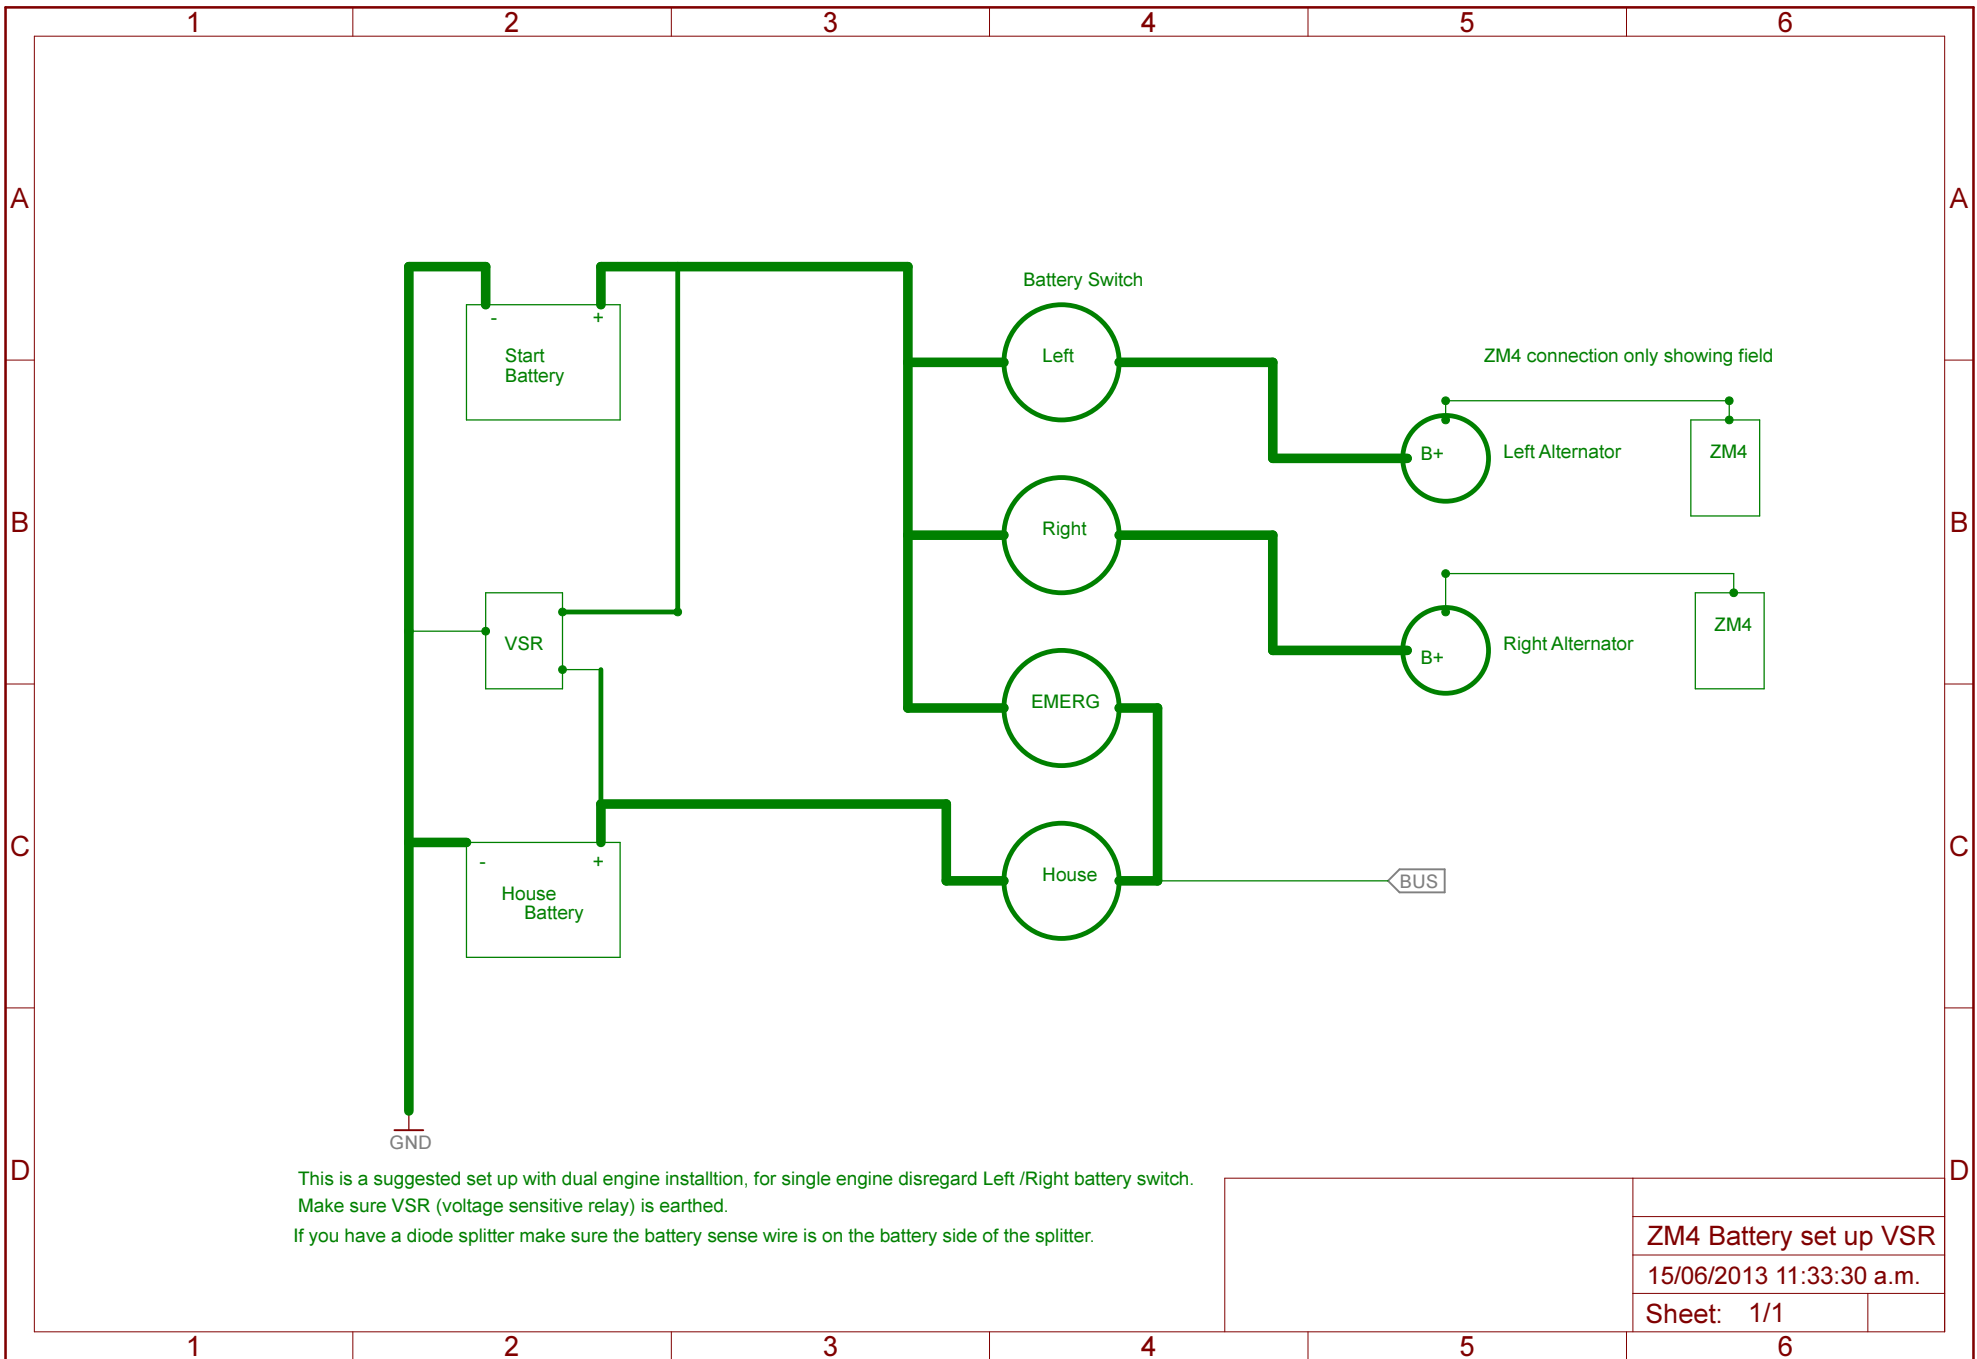 1 2 3 4 5 6
A A
Battery Switch
- +
Start
Battery
Left
ZM4 connection only showing field
B+ Left Alternator ZM4
B B
Right
VSR
ZM4
B+ Right Alternator
EMERG
C C
- +
House
Battery
House
BUS
GND
D D
This is a suggested set up with dual engine installtion, for single engine disregard Left /Right battery switch.
Make sure VSR (voltage sensitive relay) is earthed.
If you have a diode splitter make sure the battery sense wire is on the battery side of the splitter.
ZM4 Battery set up VSR
15/06/2013 11:33:30 a.m.
Sheet: 1/1
1 2 3 4 5 6